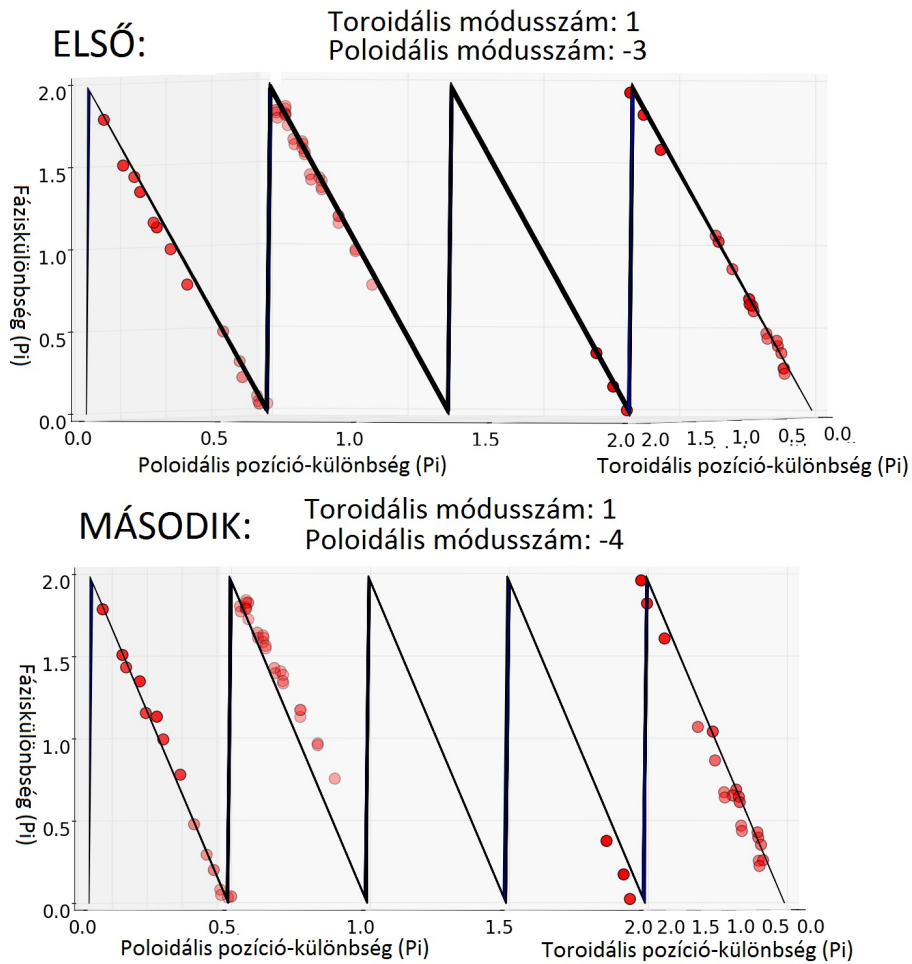 ELSŐ:
Toroidális módusszám: 1
Poloidális módusszám: -3
Fáziskülönbség (Pi)
2.0
1.5
1.0
0.5
0.0
0.0 0.5 1.0 1.5 2.0 2.0 1.5 1.0 0.5 0.0
Poloidális pozíció-különbség (Pi) Toroidális pozíció-különbség (Pi)
MÁSODIK:
Toroidális módusszám: 1
Poloidális módusszám: -4
Fáziskülönbség (Pi)
2.0
1.5
1.0
0.5
0.0
0.0 0.5 1.0 1.5 2.0 2.0 1.5 1.0 0.5 0.0
Poloidális pozíció-különbség (Pi) Toroidális pozíció-különbség (Pi)